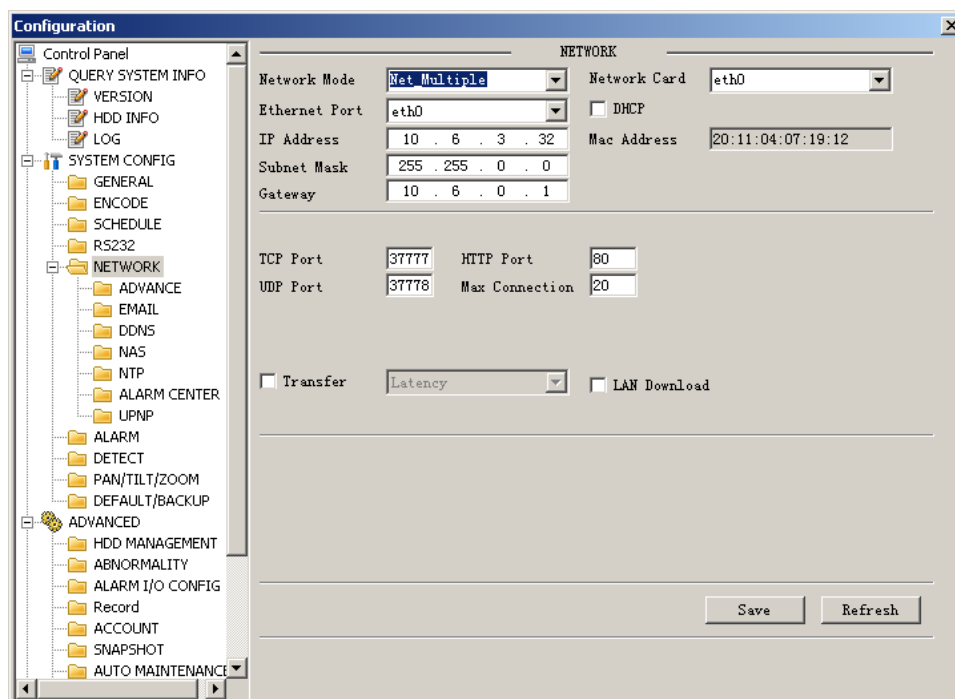 Configuration
Control Panel
QUERY SYSTEM INFO
VERSION
HDD INFO
LOG
SYSTEM CONFIG
GENERAL
ENCODE
SCHEDULE
RS232
NETWORK
ADVANCE
EMAIL
DDNS
NAS
NTP
ALARM CENTER
UPNP
ALARM
DETECT
PAN/TILT/ZOOM
DEFAULT/BACKUP
ADVANCED
HDD MANAGEMENT
ABNORMALITY
ALARM I/O CONFIG
Record
ACCOUNT
SNAPSHOT
AUTO MAINTENANCE
NETWORK
Network Mode Net_Multiple Network Card eth0
Ethernet Port eth0 DHCP
IP Address 10 . 6 . 3 . 32 Mac Address 20:11:04:07:19:12
Subnet Mask 255 . 255 . 0 . 0
Gateway 10 . 6 . 0 . 1
TCP Port 37777 HTTP Port 80
UDP Port 37778 Max Connection 20
Transfer Latency LAN Download
Save Refresh